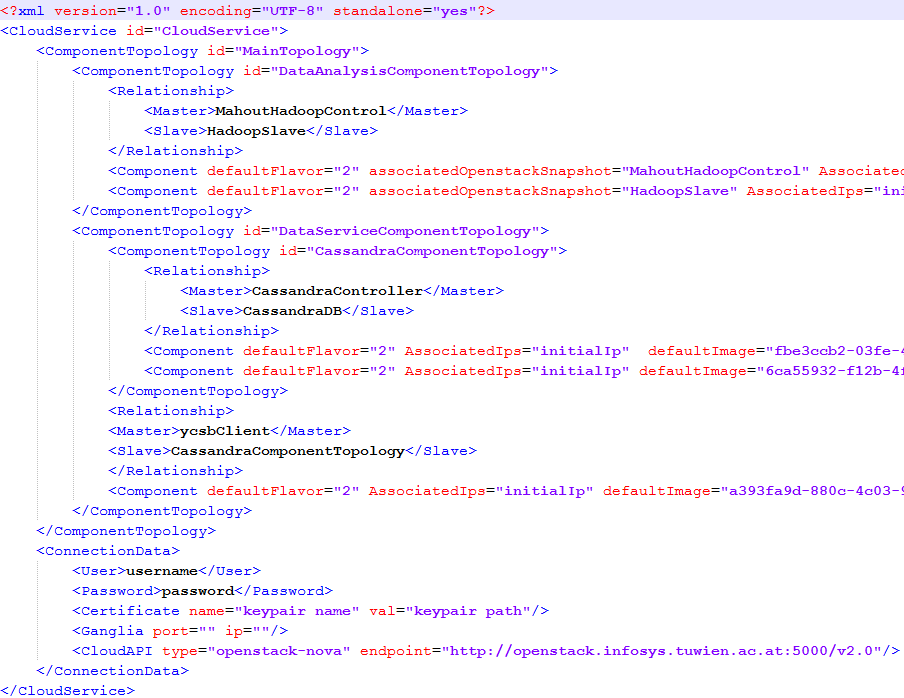 <?xml version="1.0" encoding="UTF-8" standalone="yes"?>
<CloudService id="CloudService">
<ComponentTopology id="MainTopology">
<ComponentTopology id="DataAnalysisComponentTopology">
<Relationship>
<Master>MahoutHadoopControl</Master>
<Slave>HadoopSlave</Slave>
</Relationship>
<Component defaultFlavor="2" associatedOpenstackSnapshot="MahoutHadoopControl" Associated
<Component defaultFlavor="2" associatedOpenstackSnapshot="HadoopSlave" AssociatedIps="ini
</ComponentTopology>
<ComponentTopology id="DataServiceComponentTopology">
<ComponentTopology id="CassandraComponentTopology">
<Relationship>
<Master>CassandraController</Master>
<Slave>CassandraDB</Slave>
</Relationship>
<Component defaultFlavor="2" AssociatedIps="initialIp"  defaultImage="fbe3ccb2-03fe-4
<Component defaultFlavor="2" AssociatedIps="initialIp" defaultImage="6ca55932-f12b-4f
</ComponentTopology>
<Relationship>
<Master>ycsbClient</Master>
<Slave>CassandraComponentTopology</Slave>
</Relationship>
<Component defaultFlavor="2" AssociatedIps="initialIp" defaultImage="a393fa9d-880c-4c03-9
</ComponentTopology>
</ComponentTopology>
<ConnectionData>
<User>username</User>
<Password>password</Password>
<Certificate name="keypair name" val="keypair path"/>
<Ganglia port="" ip=""/>
<CloudAPI type="openstack-nova" endpoint="http://openstack.infosys.tuwien.ac.at:5000/v2.0"/>
</ConnectionData>
</CloudService>